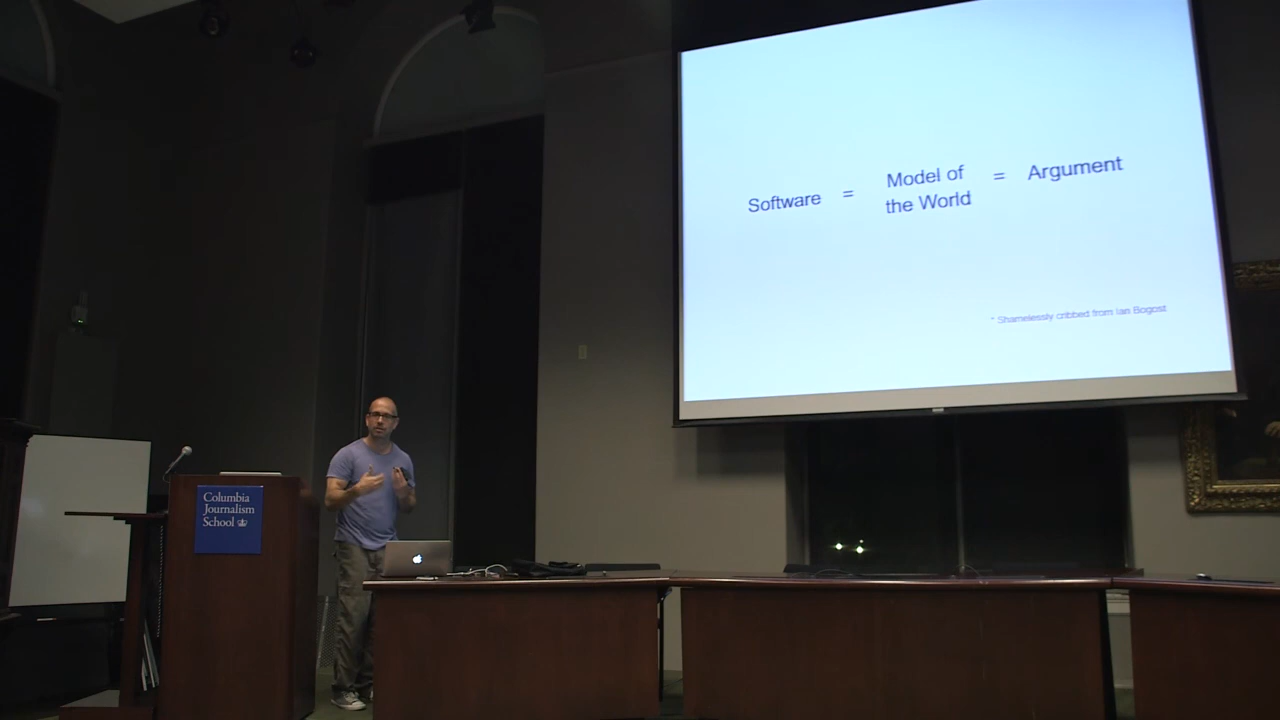 Software = Model of the World = Argument
* Shamelessly cribbed from Ian Bogost
Columbia
Journalism
School